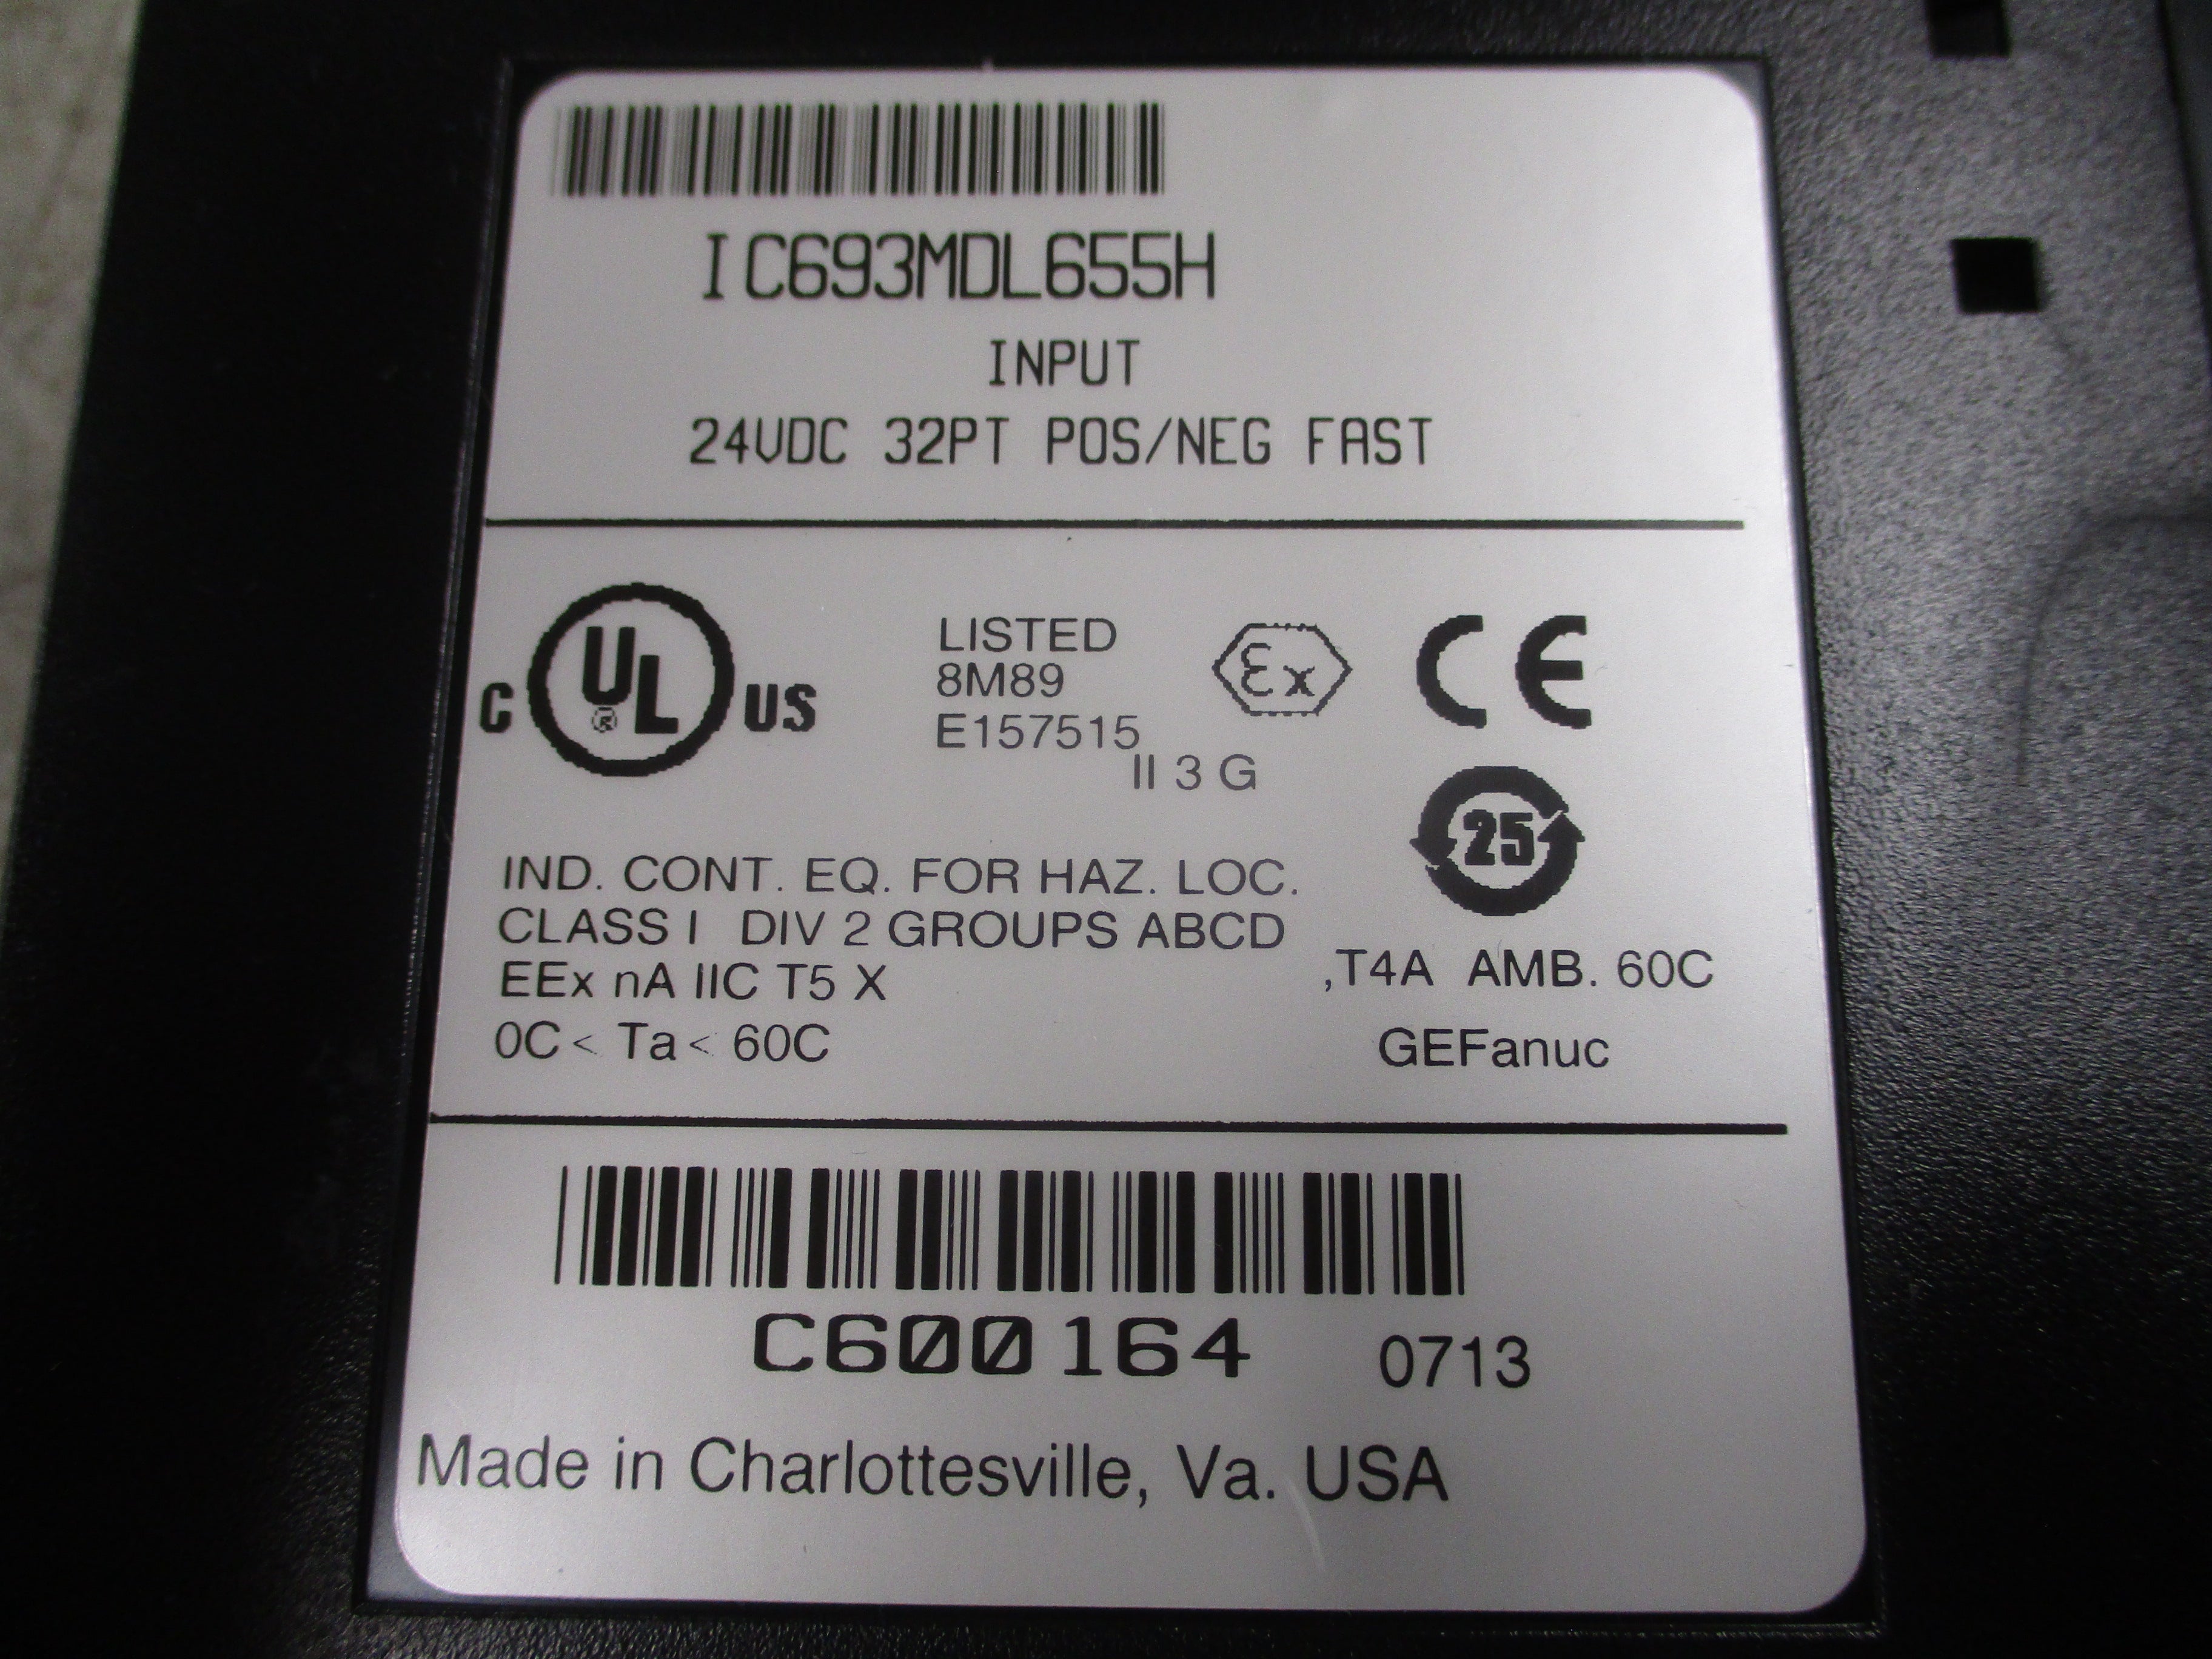 IC693MDL655H
INPUT
24VDC 32PT POS/NEG FAST
C UL® US
LISTED
8M89
E157515
II 3 G
Ex
CE
25
IND. CONT. EQ. FOR HAZ. LOC.
CLASS I DIV 2 GROUPS ABCD
EEx nA IIC T5 X
,T4A AMB. 60C
0C < Ta < 60C
GEFanuc
C600164 0713
Made in Charlottesville, Va. USA